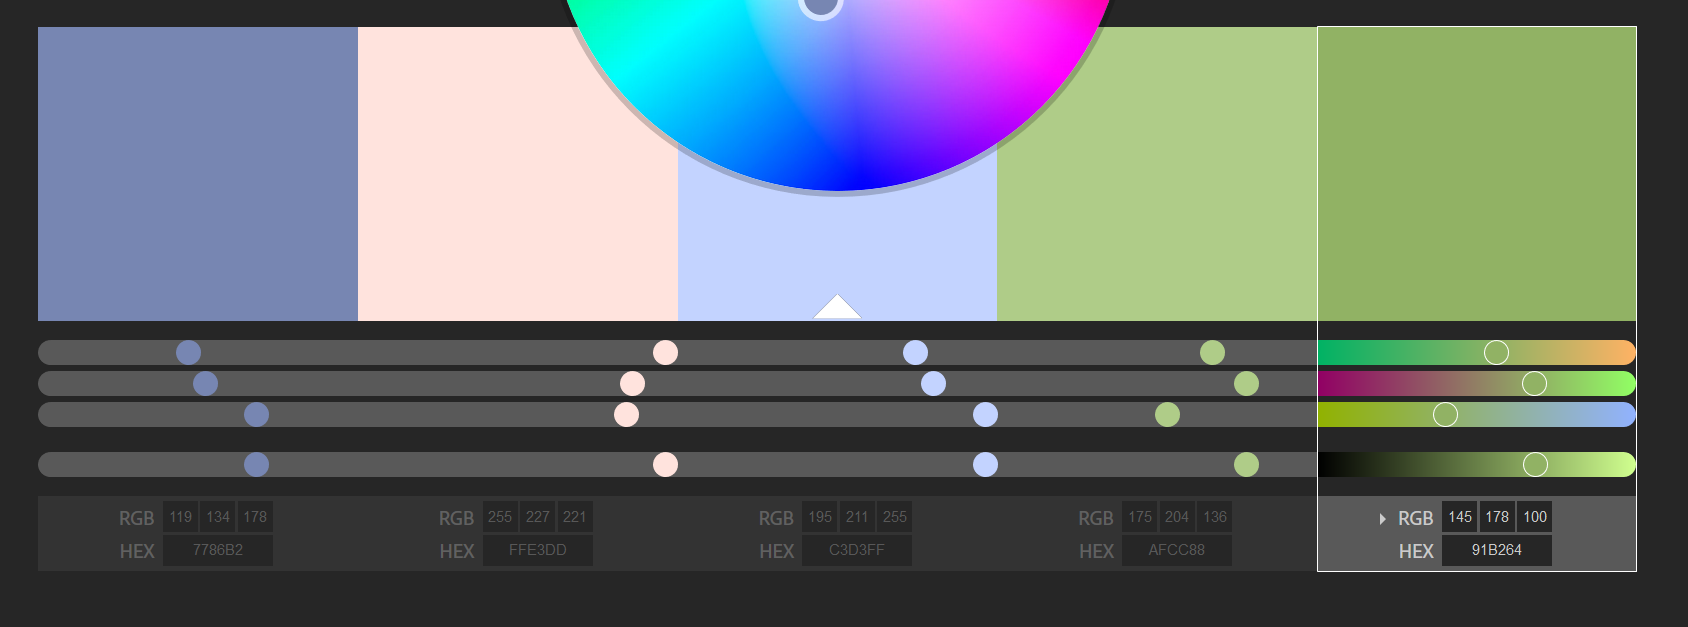 RGB 119 134 178 RGB 255 227 221 RGB 195 211 255 RGB 175 204 136 RGB 145 178 100
HEX 7786B2 HEX FFE3DD HEX C3D3FF HEX AFCC88 HEX 91B264